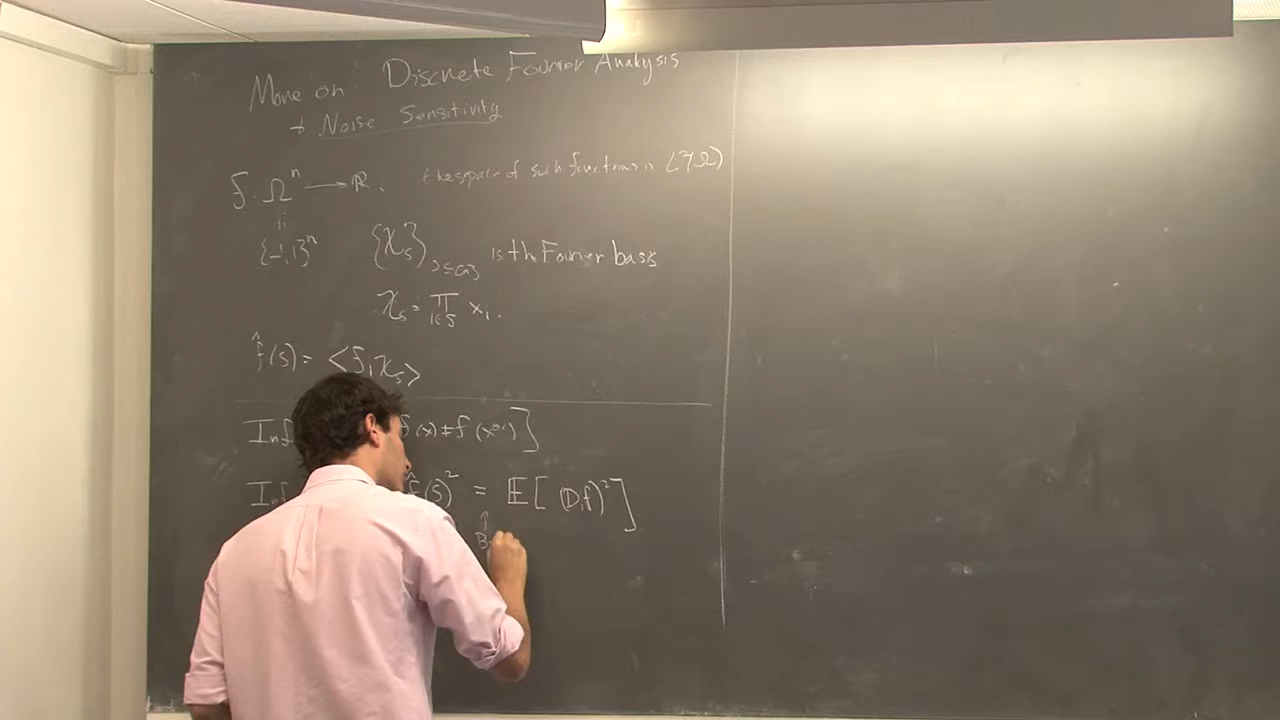 More on Discrete Fourier Analysis
+ Noise Sensitivity
f: Ωⁿ → ℝ. the space of such functions is L²(Ω)
{-1,1}ⁿ {χ_S}_{S⊆[n]} is th Fourier basis
χ_S = ∏_{i∈S} x_i.
f̂(S) = <f, χ_S>
Inf f(x) ≠ f(x^{⊕i})]
Inf f̂(S)² = 𝔼[(D_i f)²]
↑